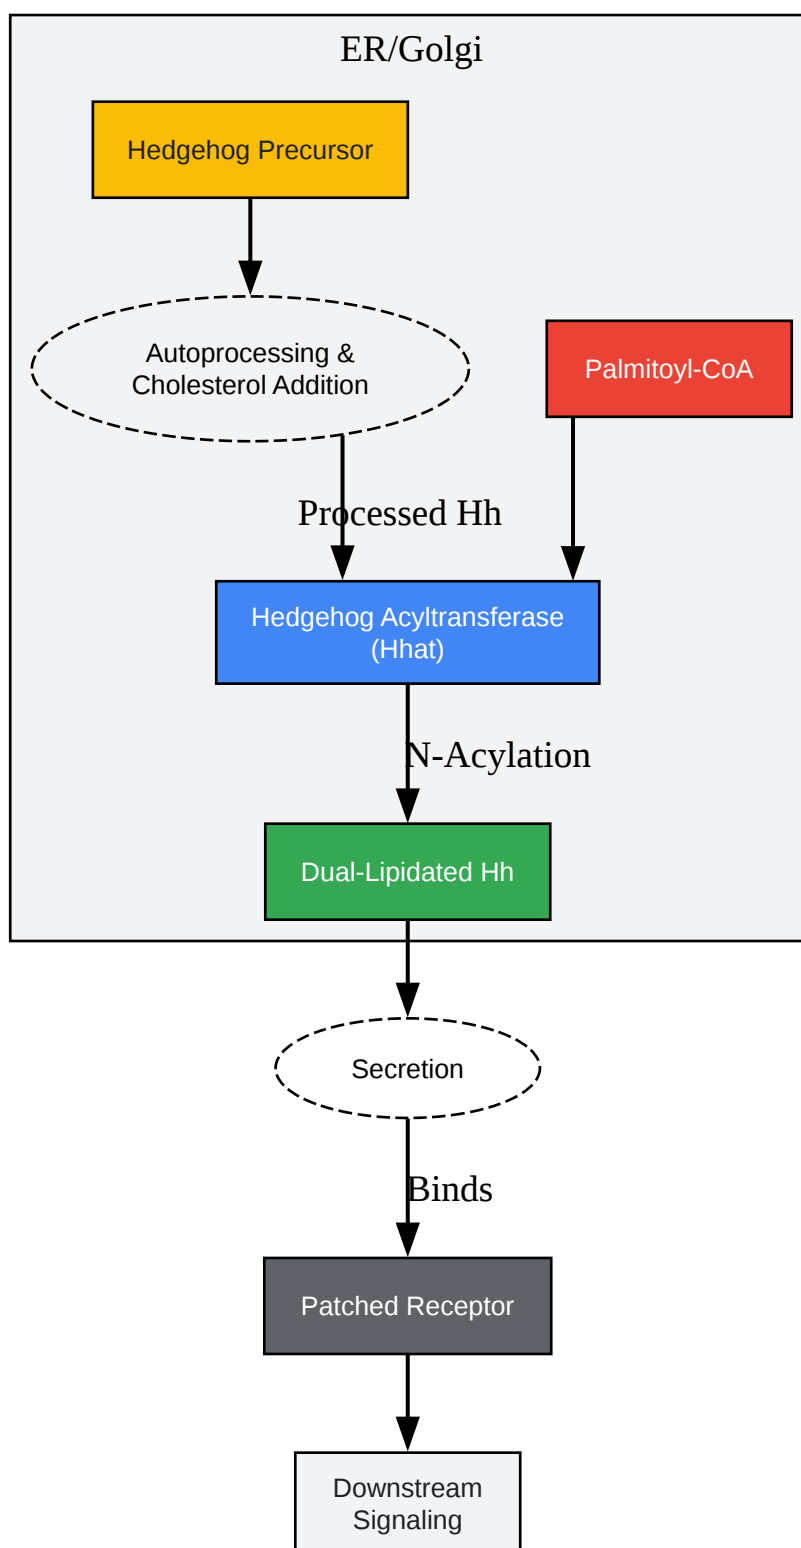 ER/Golgi
Hedgehog Precursor
Autoprocessing &
Cholesterol Addition
Palmitoyl-CoA
Processed Hh
Hedgehog Acyltransferase
(Hhat)
N-Acylation
Dual-Lipidated Hh
Secretion
Binds
Patched Receptor
Downstream
Signaling